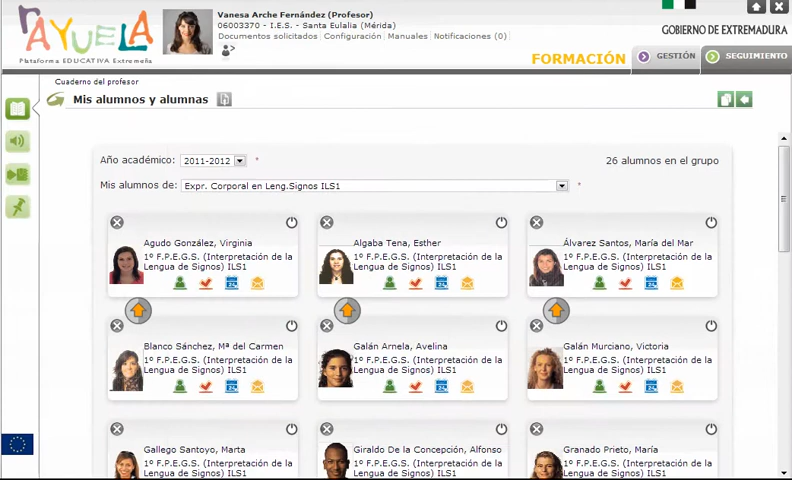 rAYUELA
Plataforma EDUCATIVA Extremeña
Vanesa Arche Fernández (Profesor)
06003370 - I.E.S. - Santa Eulalia (Mérida)
Documentos solicitados Configuración Manuales Notificaciones (0)
GOBIERNO DE EXTREMADURA
FORMACIÓN
GESTIÓN
SEGUIMIENTO
Cuaderno del profesor
Mis alumnos y alumnas
Año académico: 2011-2012 *
26 alumnos en el grupo
Mis alumnos de: Expr. Corporal en Leng.Signos ILS1 *
Agudo González, Virginia
1º F.P.E.G.S. (Interpretación de la
Lengua de Signos) ILS1
24
Algaba Tena, Esther
1º F.P.E.G.S. (Interpretación de la
Lengua de Signos) ILS1
24
Álvarez Santos, María del Mar
1º F.P.E.G.S. (Interpretación de la
Lengua de Signos) ILS1
24
Blanco Sánchez, Mª del Carmen
1º F.P.E.G.S. (Interpretación de la
Lengua de Signos) ILS1
24
Galán Arnela, Avelina
1º F.P.E.G.S. (Interpretación de la
Lengua de Signos) ILS1
24
Galán Murciano, Victoria
1º F.P.E.G.S. (Interpretación de la
Lengua de Signos) ILS1
24
Gallego Santoyo, Marta
1º F.P.E.G.S. (Interpretación de la
Lengua de Signos) ILS1
Giraldo De la Concepción, Alfonso
1º F.P.E.G.S. (Interpretación de la
Lengua de Signos) ILS1
Granado Prieto, María
1º F.P.E.G.S. (Interpretación de la
Lengua de Signos) ILS1